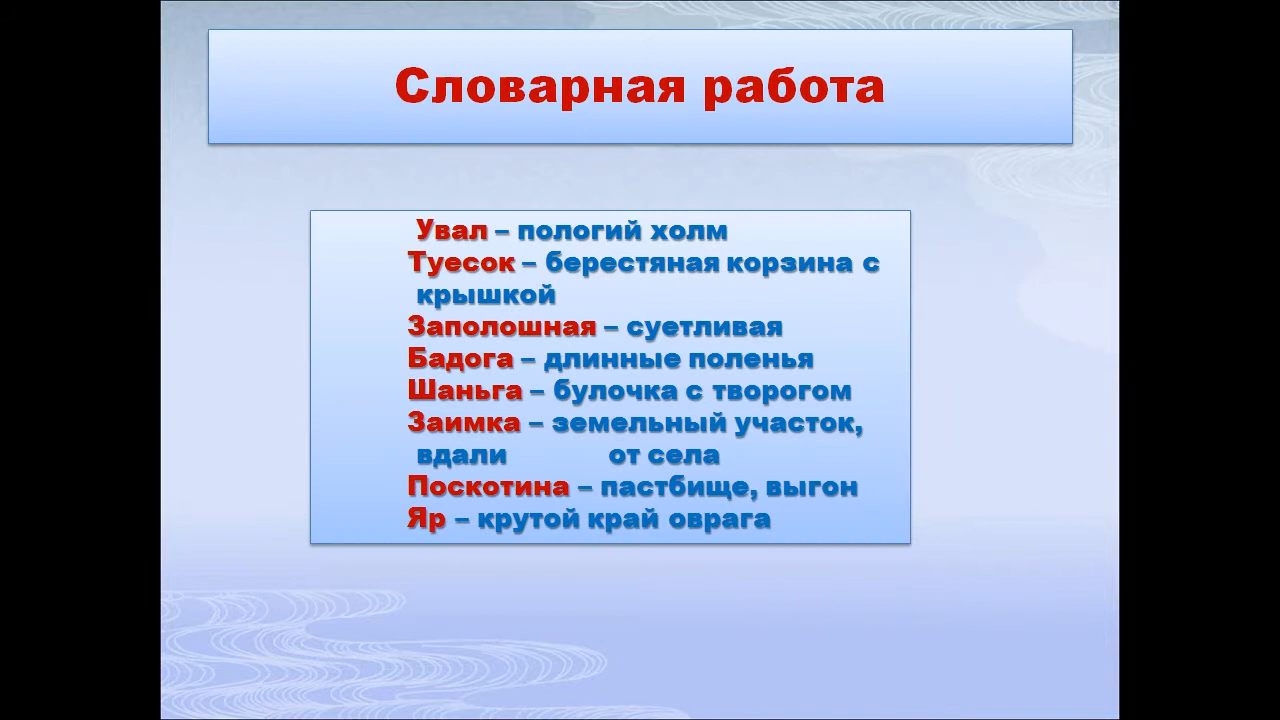 Словарная работа
Увал – пологий холм
Туесок – берестяная корзина с
крышкой
Заполошная – суетливая
Бадога – длинные поленья
Шаньга – булочка с творогом
Заимка – земельный участок,
вдали от села
Поскотина – пастбище, выгон
Яр – крутой край оврага